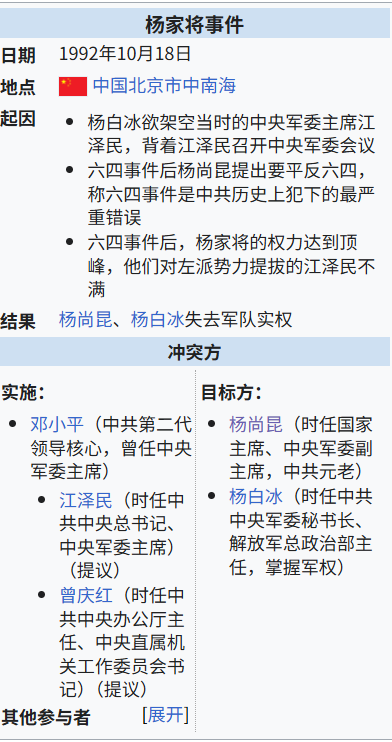 杨家将事件
日期 1992年10月18日
地点 中国北京市中南海
起因
杨白冰欲架空当时的中央军委主席江
泽民，背着江泽民召开中央军委会议
六四事件后杨尚昆提出要平反六四，
称六四事件是中共历史上犯下的最严
重错误
六四事件后，杨家将的权力达到顶
峰，他们对左派势力提拔的江泽民不
满
结果 杨尚昆、杨白冰失去军队实权
冲突方
实施：
邓小平（中共第二代
领导核心，曾任中央
军委主席）
江泽民（时任中
共中央总书记、
中央军委主席）
（提议）
曾庆红（时任中
共中央办公厅主
任、中央直属机
关工作委员会书
记）（提议）
目标方：
杨尚昆（时任国家
主席、中央军委副
主席，中共元老）
杨白冰（时任中共
中央军委秘书长、
解放军总政治部主
任，掌握军权）
其他参与者 [展开]